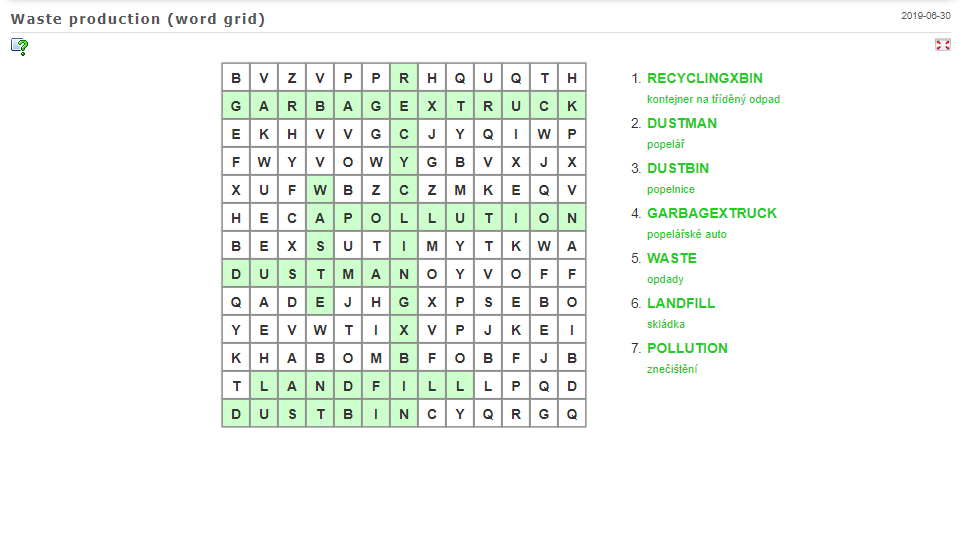 Waste production (word grid)
2019-06-30
B V Z V P P R H Q U Q T H
G A R B A G E X T R U C K
E K H V V G C J Y Q I W P
F W Y V O W Y G B V X J X
X U F W B Z C Z M K E Q V
H E C A P O L L U T I O N
B E X S U T I M Y T K W A
D U S T M A N O Y V O F F
Q A D E J H G X P S E B O
Y E V W T I X V P J K E I
K H A B O M B F O B F J B
T L A N D F I L L L P Q D
D U S T B I N C Y Q R G Q
1. RECYCLINGXBIN
kontejner na tříděný odpad
2. DUSTMAN
popelář
3. DUSTBIN
popelnice
4. GARBAGEXTRUCK
popelářské auto
5. WASTE
opdady
6. LANDFILL
skládka
7. POLLUTION
znečištění